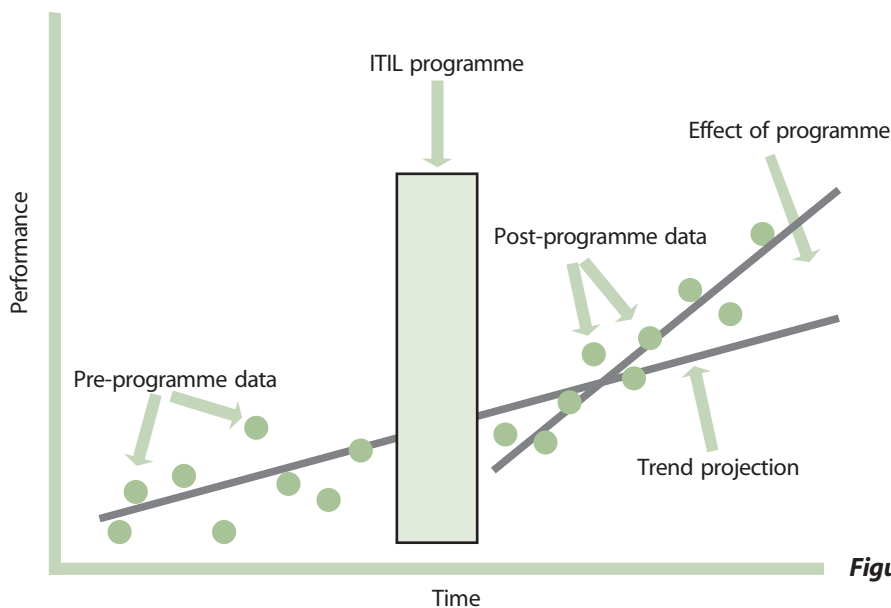 ITIL programme
Effect of programme
Performance
Post-programme data
Pre-programme data
Trend projection
Time